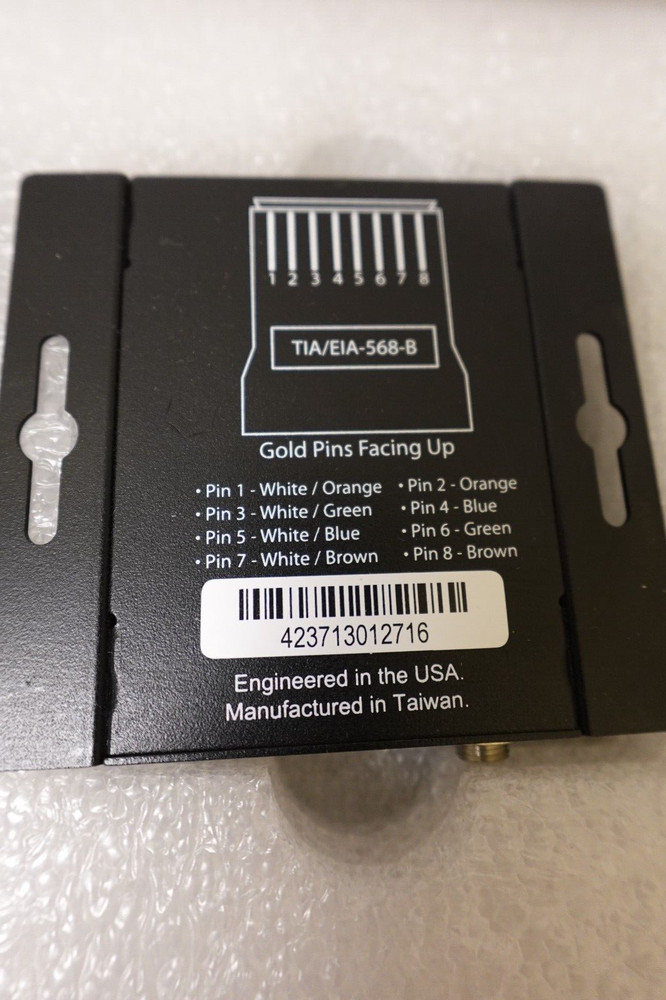 1 2 3 4 5 6 7 8
TIA/EIA-568-B
Gold Pins Facing Up
• Pin 1 - White / Orange • Pin 2 - Orange
• Pin 3 - White / Green • Pin 4 - Blue
• Pin 5 - White / Blue • Pin 6 - Green
• Pin 7 - White / Brown • Pin 8 - Brown
423713012716
Engineered in the USA.
Manufactured in Taiwan.